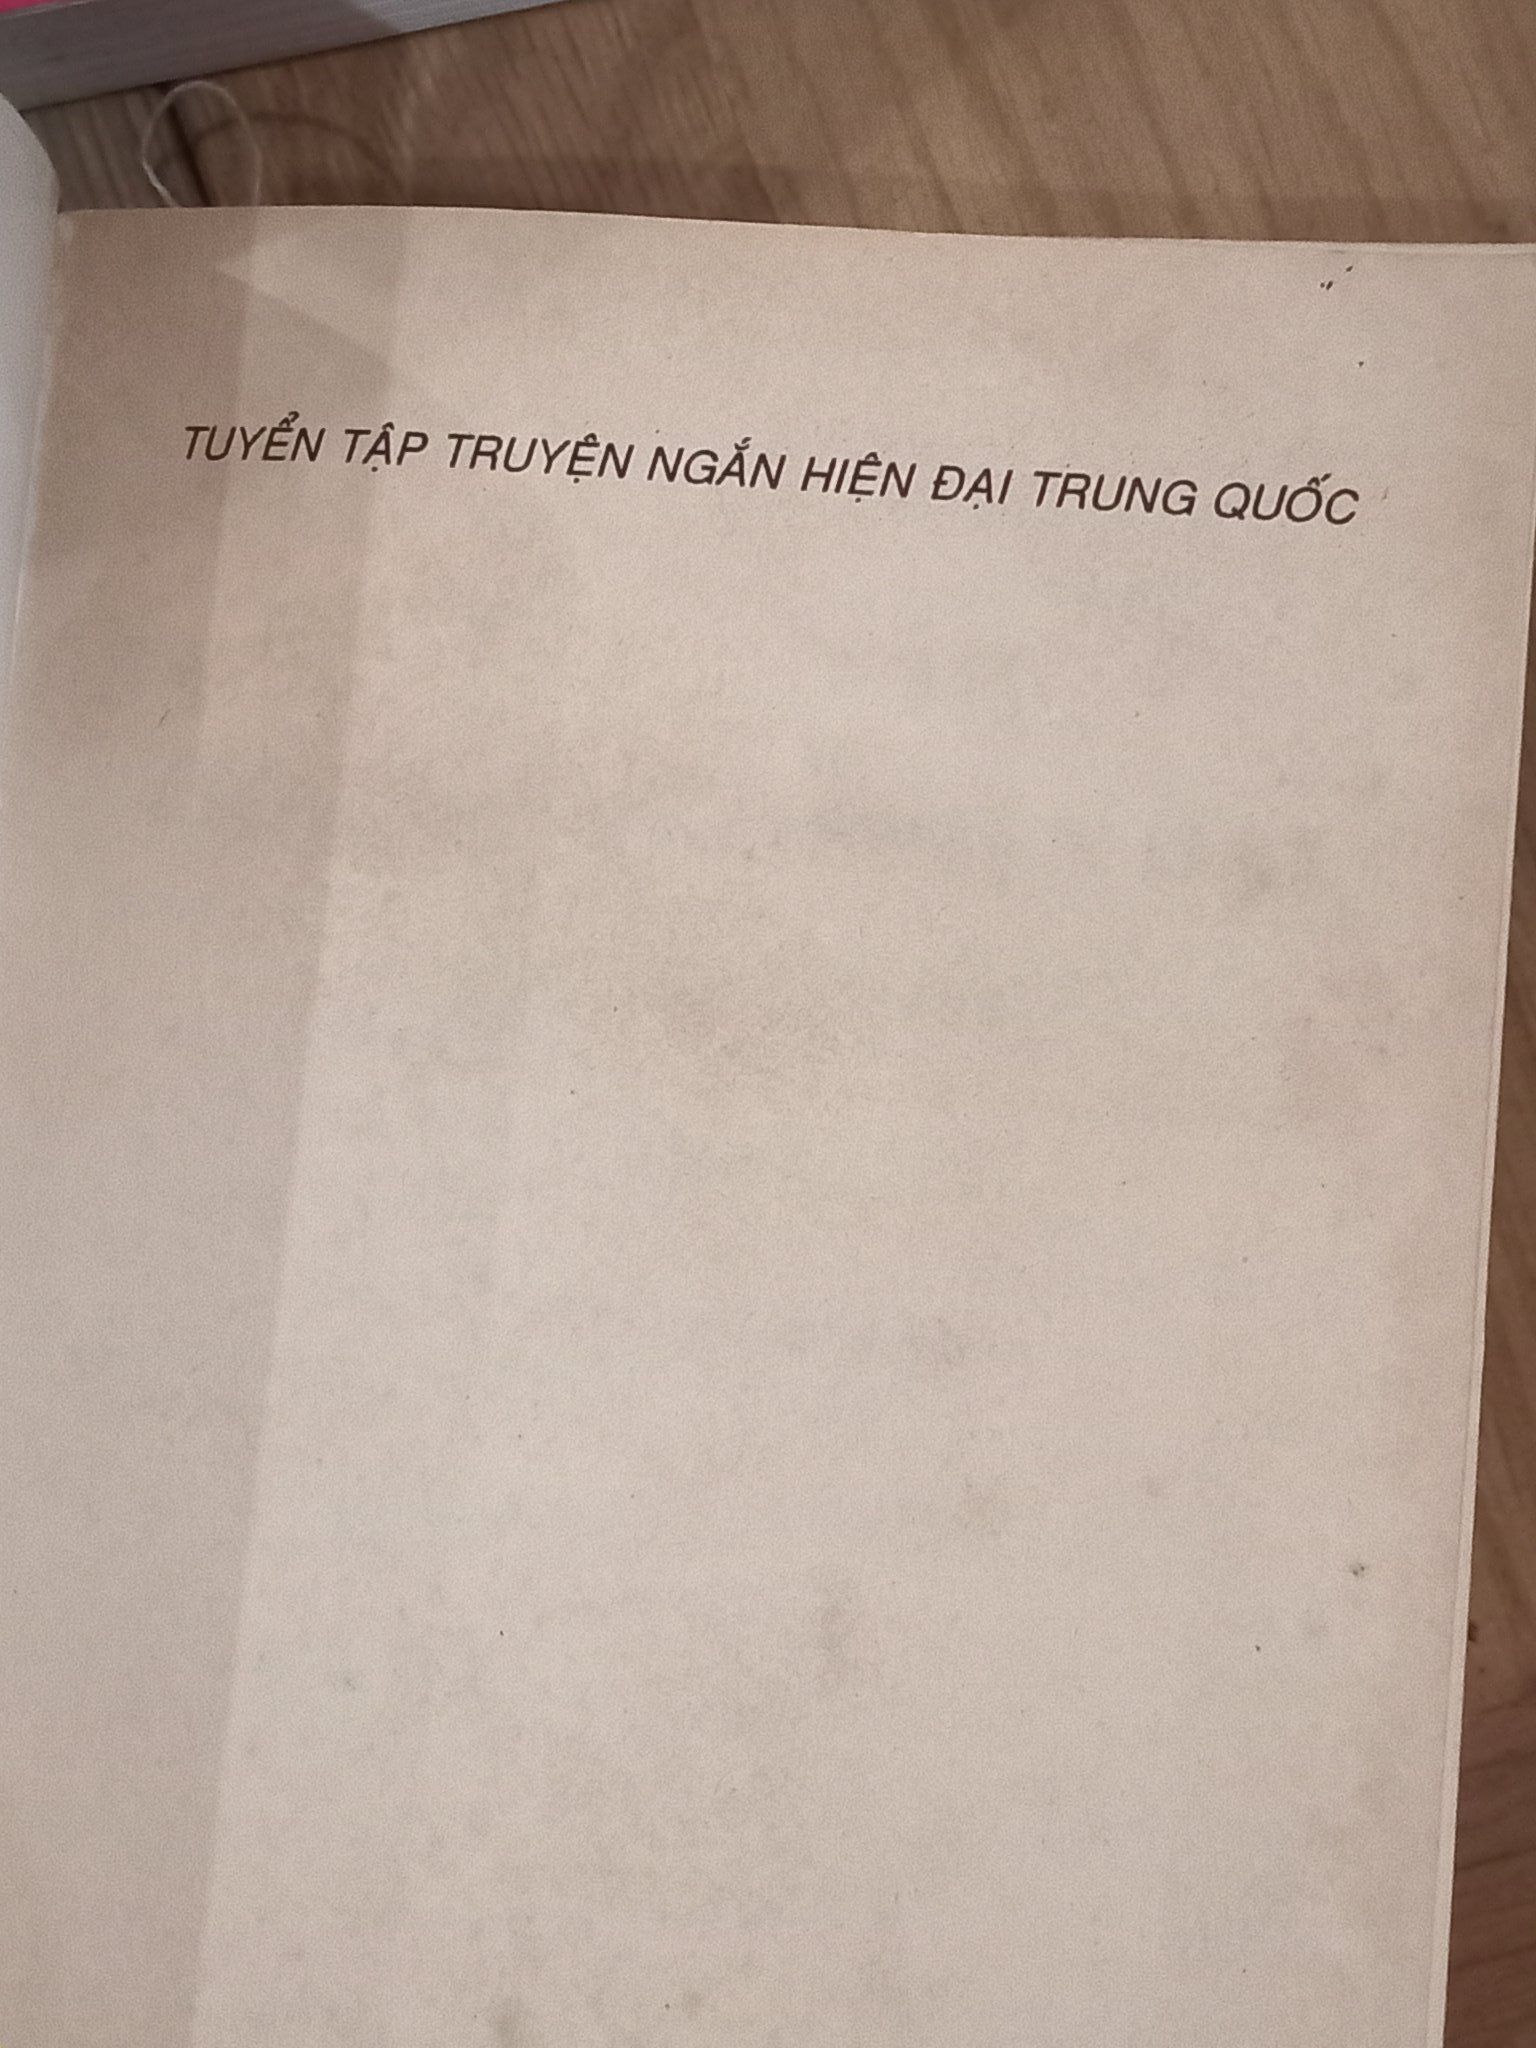 TUYỂN TẬP TRUYỆN NGẮN HIỆN ĐẠI TRUNG QUỐC